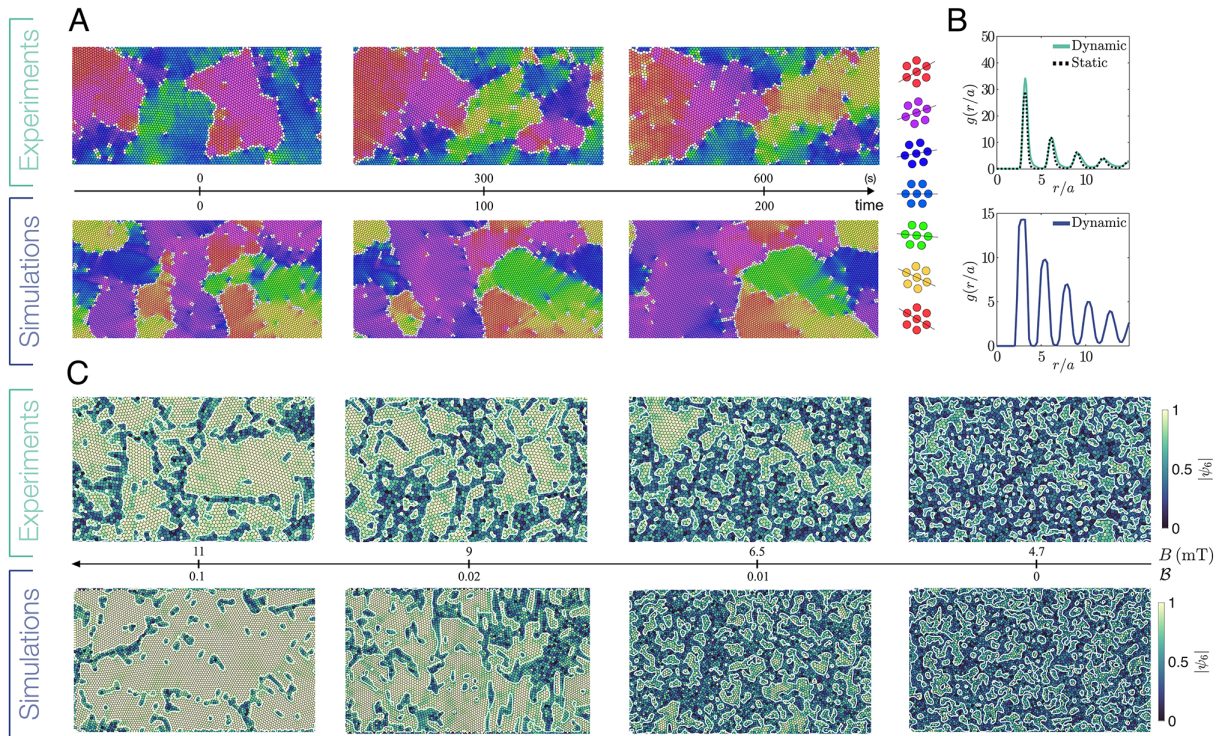 A
B
Experiments
0
300
600
(s)
time
0
100
200
Simulations
50
40
30
20
10
0
g(r/a)
Dynamic
Static
0
5
10
r/a
15
10
5
0
g(r/a)
Dynamic
0
5
10
r/a
C
Experiments
1
0.5
0
|ψ₆|
11
9
6.5
4.7
B (mT)
0.1
0.02
0.01
0
ℬ
Simulations
1
0.5
0
|ψ₆|